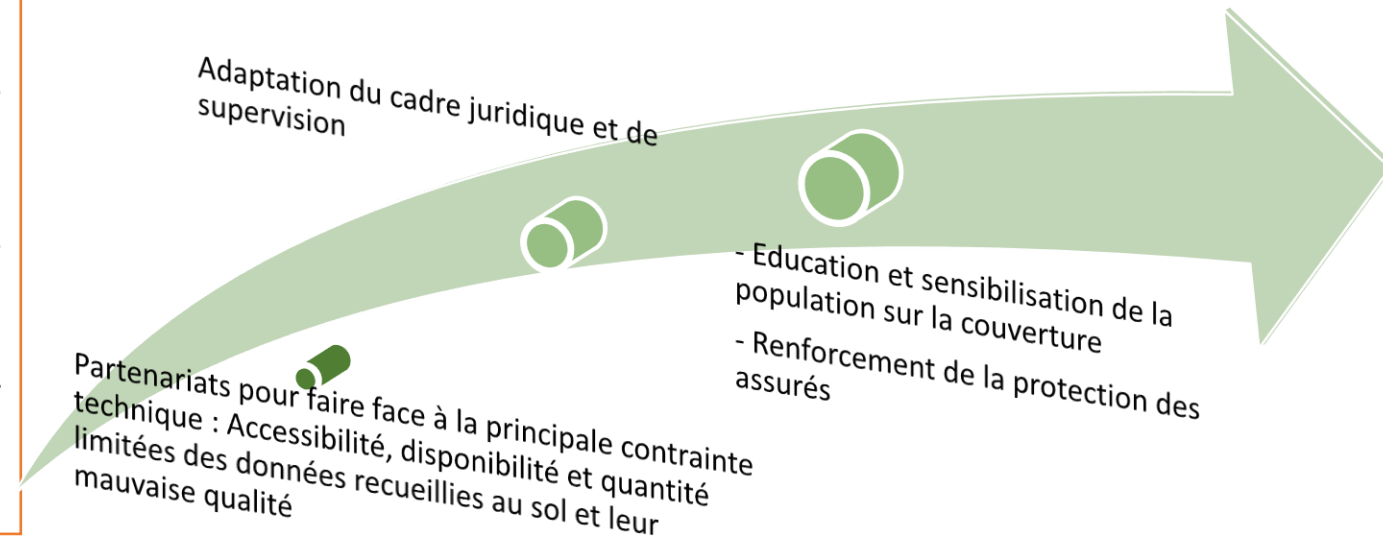 Adaptation du cadre juridique et de
supervision
- Education et sensibilisation de la
population sur la couverture
- Renforcement de la protection des
assurés
Partenariats pour faire face à la principale contrainte
technique : Accessibilité, disponibilité et quantité
limitées des données recueillies au sol et leur
mauvaise qualité